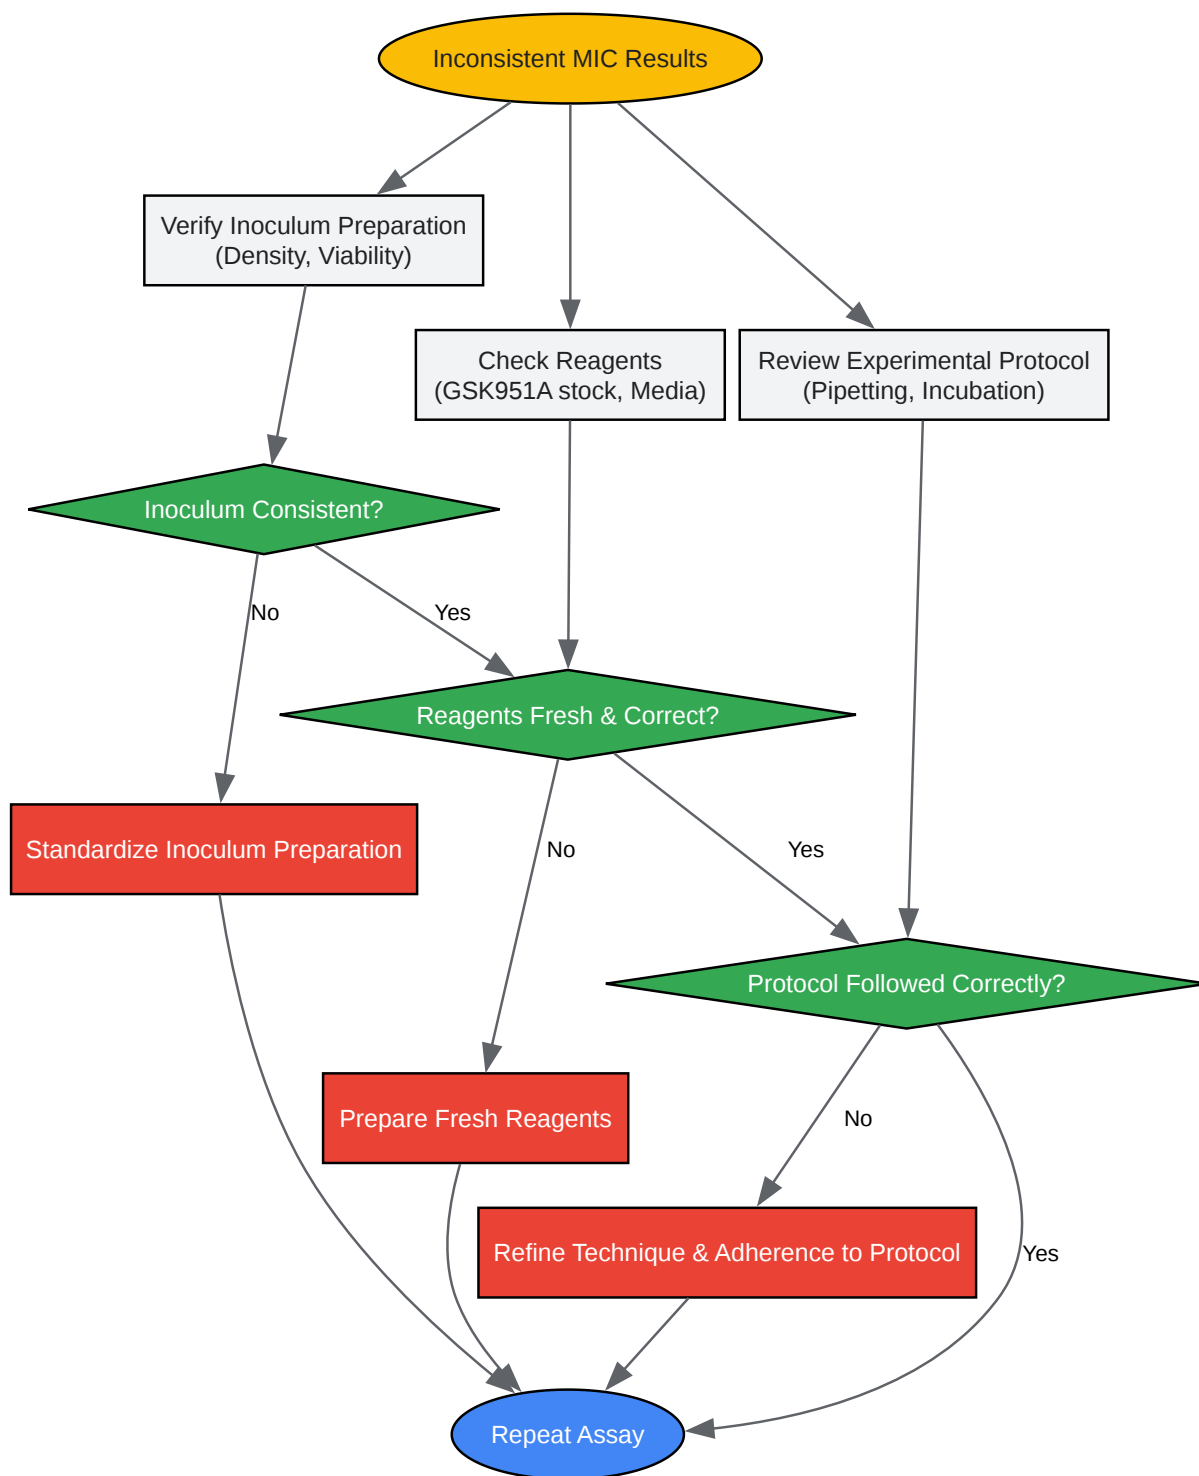 Inconsistent MIC Results
Verify Inoculum Preparation
(Density, Viability)
Check Reagents
(GSK951A stock, Media)
Review Experimental Protocol
(Pipetting, Incubation)
Inoculum Consistent?
No
Yes
Reagents Fresh & Correct?
Standardize Inoculum Preparation
No
Yes
Protocol Followed Correctly?
Prepare Fresh Reagents
No
Refine Technique & Adherence to Protocol
Yes
Repeat Assay